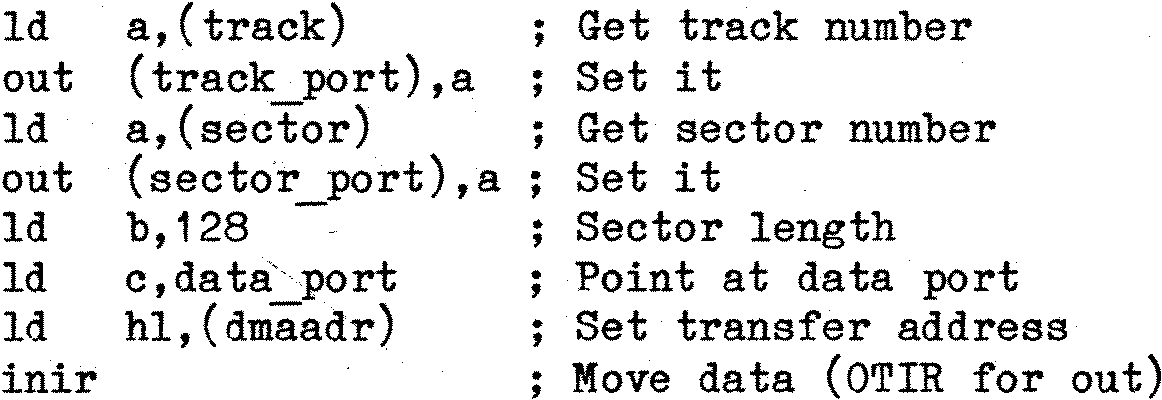 ld   a,(track)        ; Get track number
out  (track_port),a   ; Set it
ld   a,(sector)       ; Get sector number
out  (sector_port),a  ; Set it
ld   b,128            ; Sector length
ld   c,data_port      ; Point at data port
ld   hl,(dmaadr)      ; Set transfer address
inir                  ; Move data (OTIR for out)